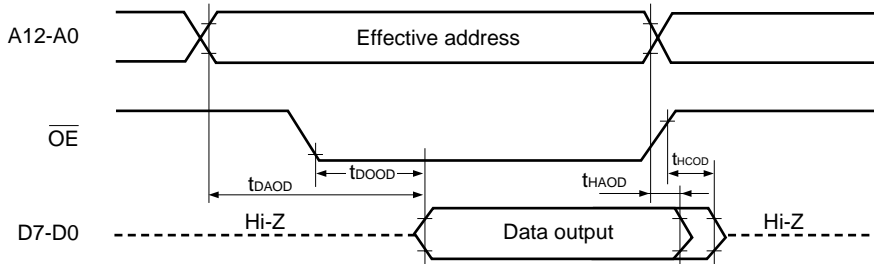 A12-A0
Effective address
OE
tDOOD
tHCOD
tDAOD
tHAOD
Hi-Z
Hi-Z
D7-D0
Data output